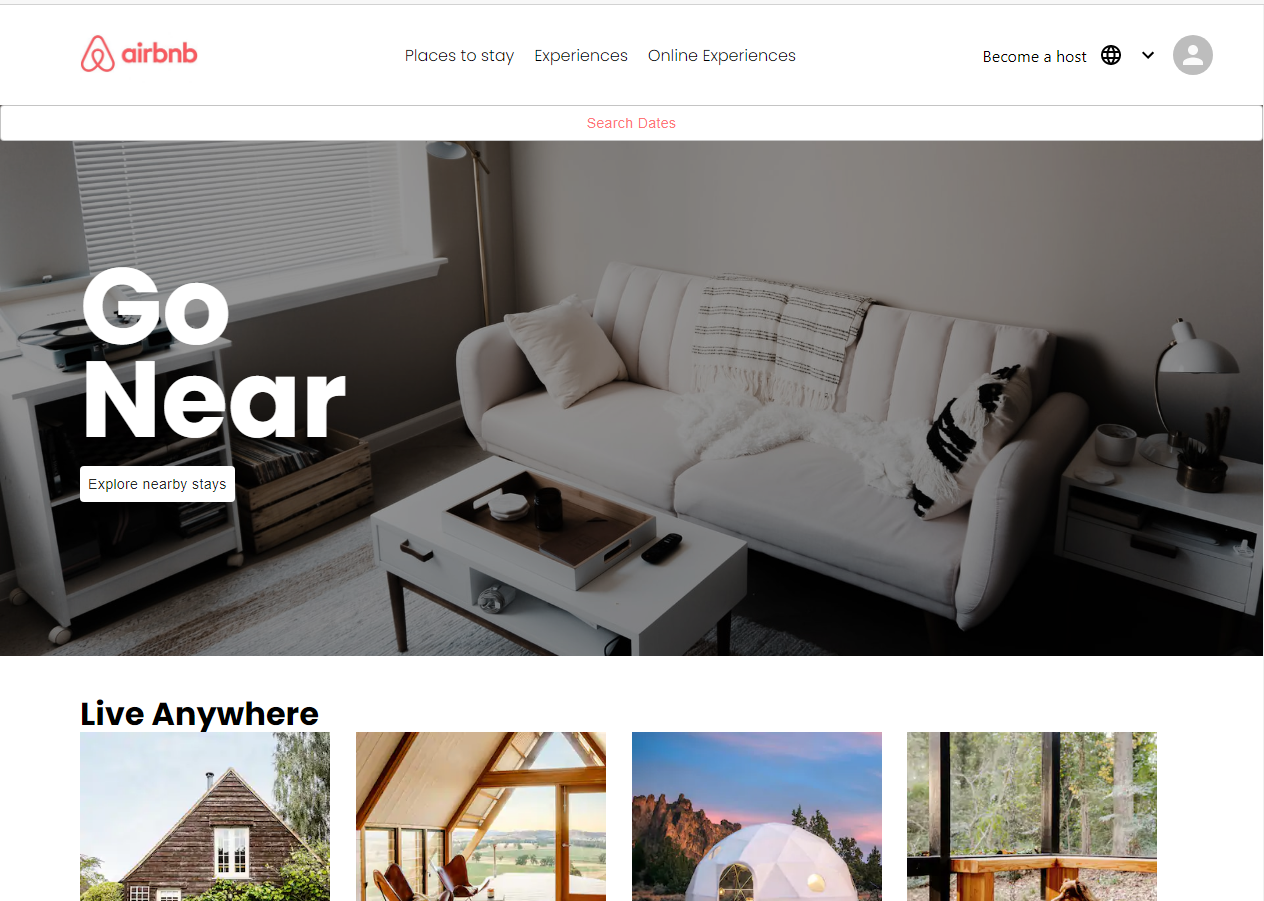 airbnb
Places to stay Experiences Online Experiences
Become a host
Search Dates
Go
Near
Explore nearby stays
Live Anywhere